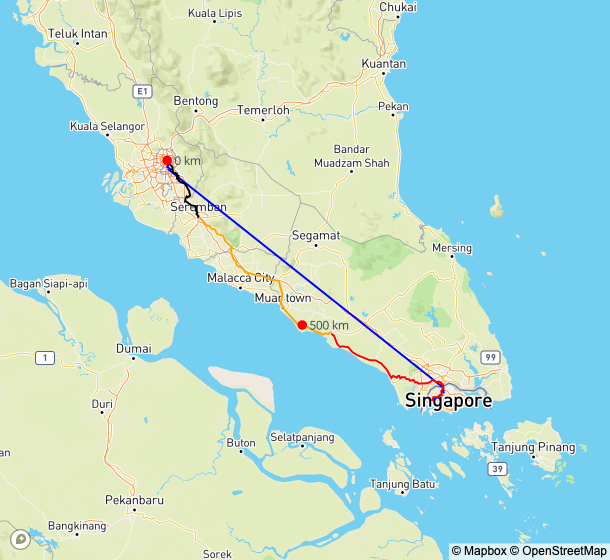 Chukai
Kuala Lipis
Teluk Intan
Kuantan
E1
Bentong
Temerloh
Pekan
Kuala Selangor
Bandar
Muadzam Shah
0 km
Seremban
Segamat
Mersing
Malacca City
Bagan Siapi-api
Muar town
500 km
Dumai
1
99
Singapore
Duri
Buton
Selatpanjang
Tanjung Pinang
39
Tanjung Batu
Pekanbaru
Bangkinang
Sorek
© Mapbox © OpenStreetMap